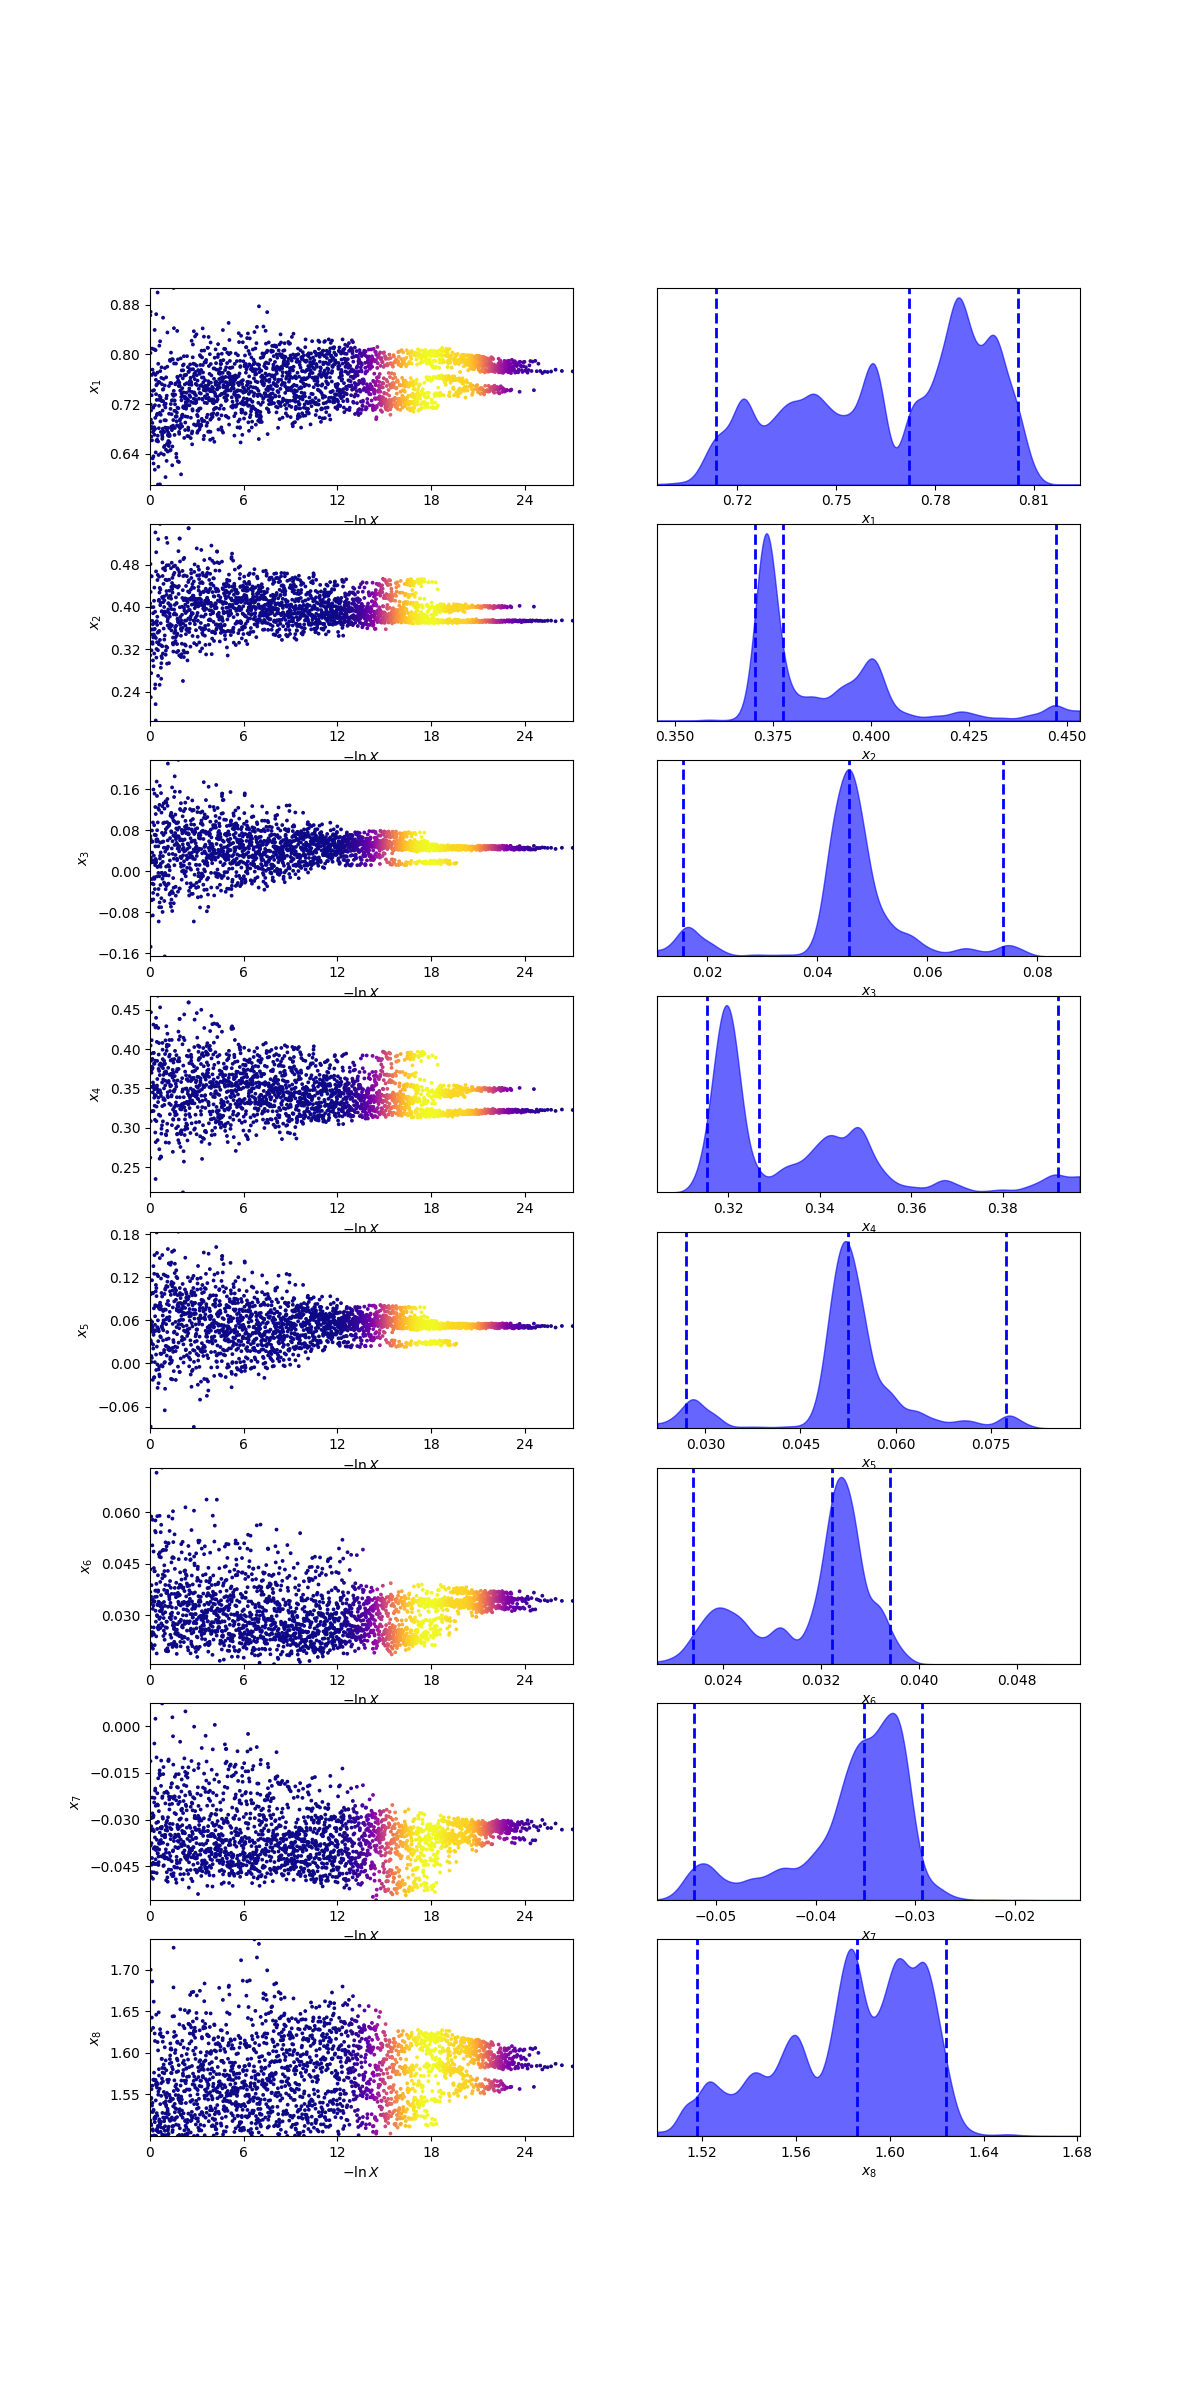 0.88
0.80
0.72
0.64
x₁
0 6 12 18 24
−ln X
0.72 0.75 0.78 0.81
x₁
0.48
0.40
0.32
0.24
x₂
0 6 12 18 24
−ln X
0.350 0.375 0.400 0.425 0.450
x₂
0.16
0.08
0.00
−0.08
−0.16
x₃
0 6 12 18 24
−ln X
0.02 0.04 0.06 0.08
x₃
0.45
0.40
0.35
0.30
0.25
x₄
0 6 12 18 24
−ln X
0.32 0.34 0.36 0.38
x₄
0.18
0.12
0.06
0.00
−0.06
x₅
0 6 12 18 24
−ln X
0.030 0.045 0.060 0.075
x₅
0.060
0.045
0.030
x₆
0 6 12 18 24
−ln X
0.024 0.032 0.040 0.048
x₆
0.000
−0.015
−0.030
−0.045
x₇
0 6 12 18 24
−ln X
−0.05 −0.04 −0.03 −0.02
x₇
1.70
1.65
1.60
1.55
x₈
0 6 12 18 24
−ln X
1.52 1.56 1.60 1.64 1.68
x₈